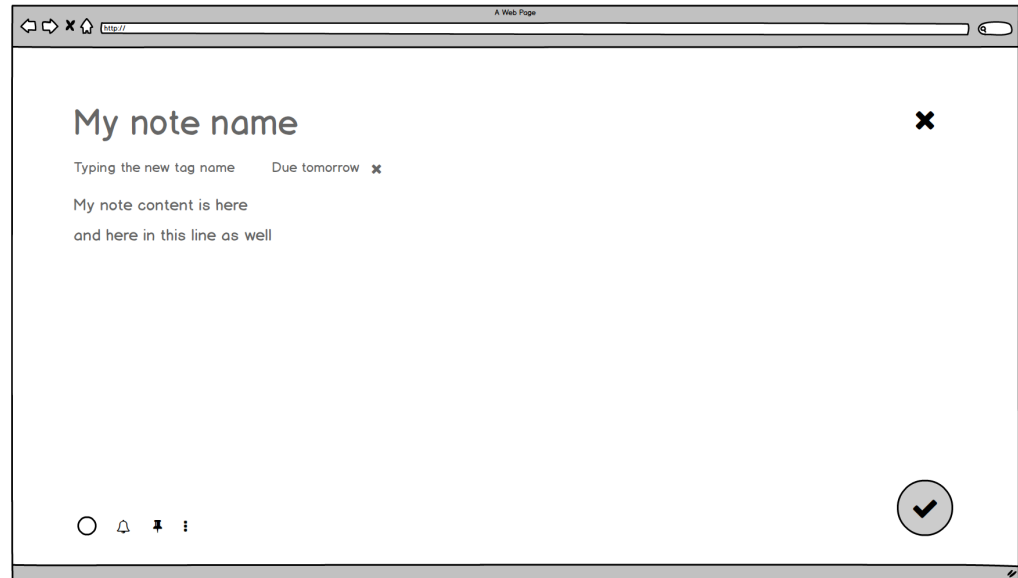 A Web Page
http://
My note name
Typing the new tag name Due tomorrow
My note content is here
and here in this line as well